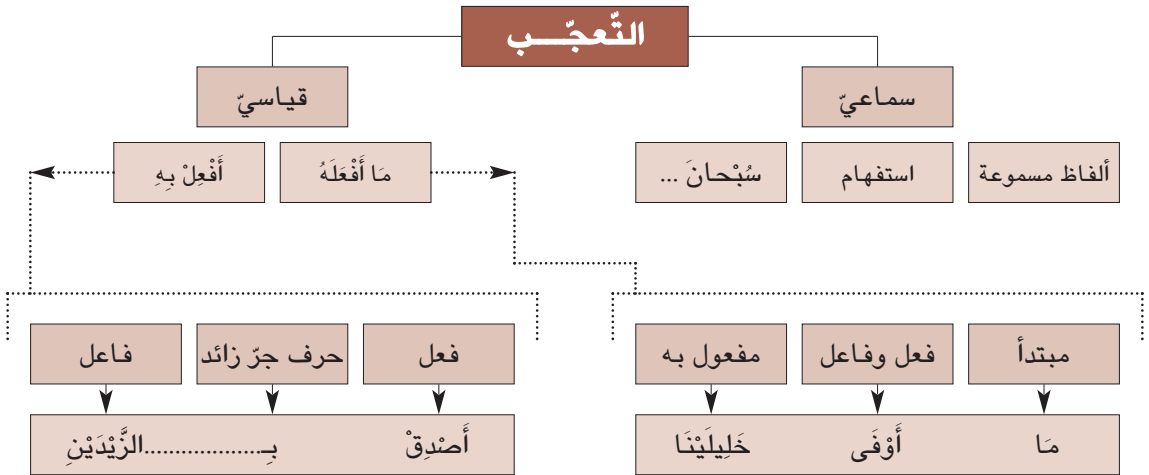 التّعجّـــب
سماعيّ قياسيّ
ألفاظ مسموعة استفهام سُبْحانَ ... مَا أَفْعَلَهُ أَفْعِلْ بِهِ
مبتدأ فعل وفاعل مفعول به فعل حرف جرّ زائد فاعل
مَا أَوْفَى خَلِيلَيْنَا أَصْدِقْ بِـ....................الزَّيْدَيْنِ